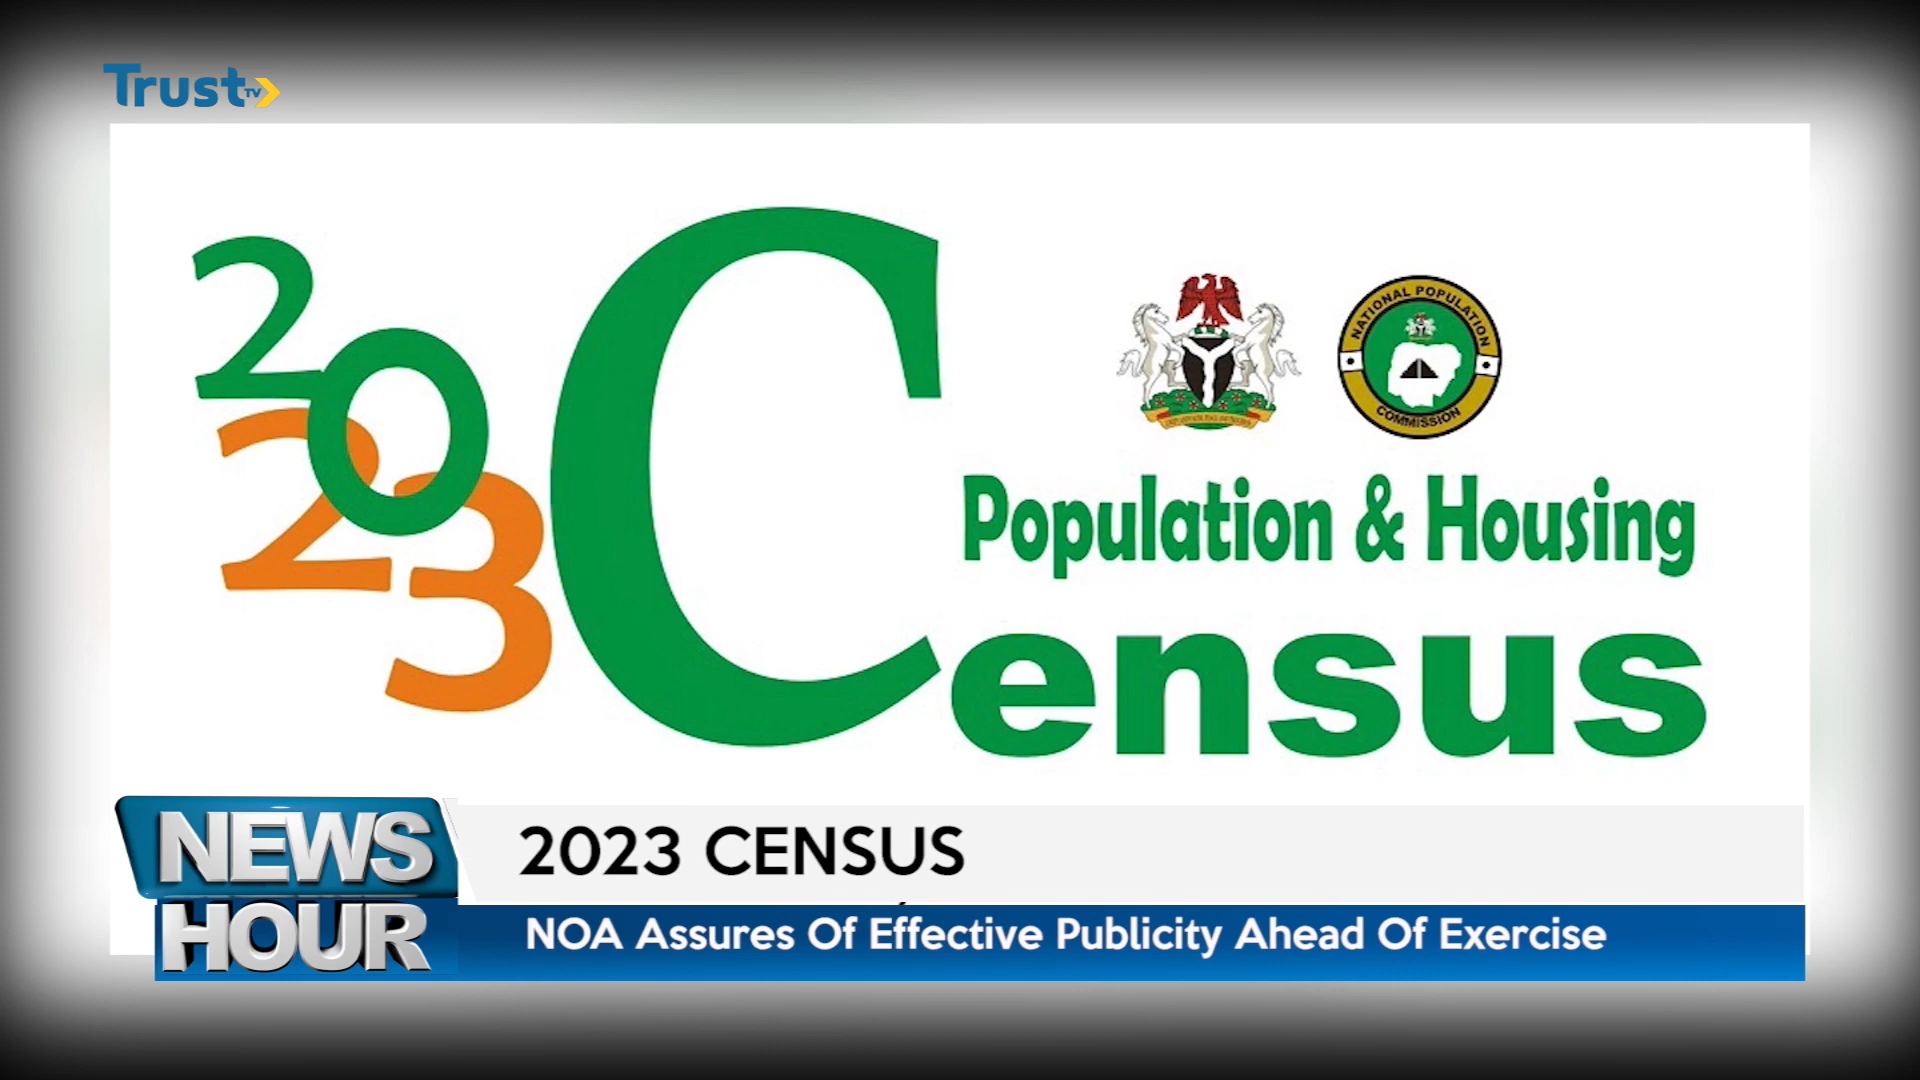 Trust TV
2023
NATIONAL POPULATION
COMMISSION
Population & Housing
Census
NEWS
HOUR
2023 CENSUS
NOA Assures Of Effective Publicity Ahead Of Exercise